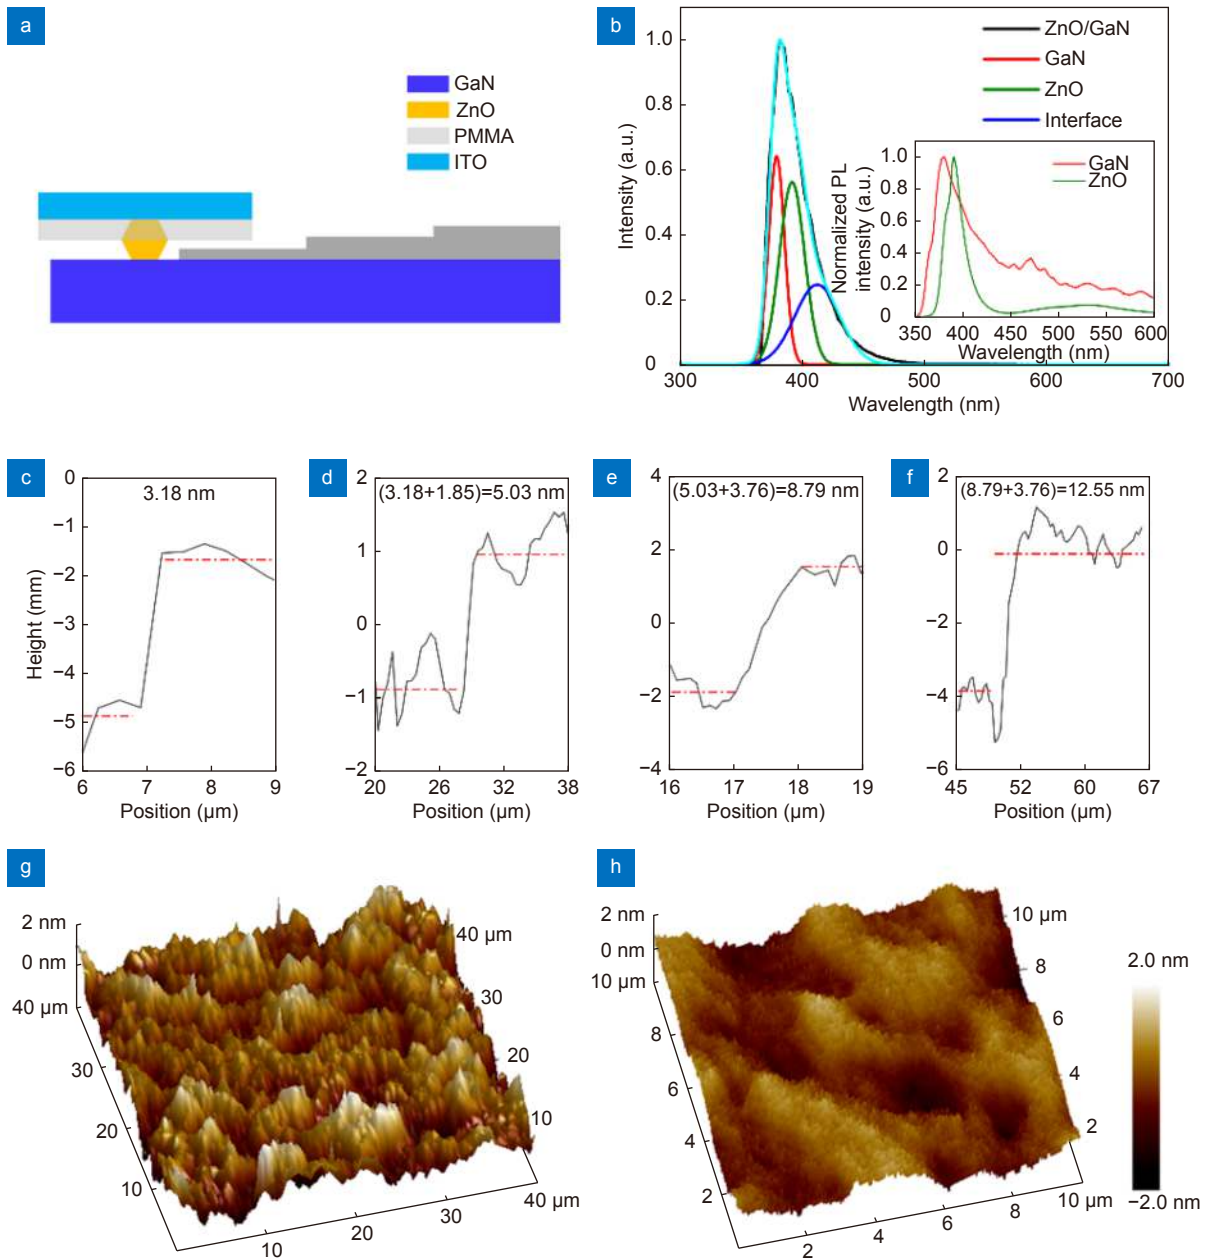 a
GaN
ZnO
PMMA
ITO
b
ZnO/GaN
GaN
ZnO
Interface
Intensity (a.u.)
1.0
0.8
0.6
0.4
0.2
0
300 400 500 600 700
Wavelength (nm)
Normalized PL
intensity (a.u.)
1.0
0.8
0.6
0.4
0.2
0
GaN
ZnO
350 400 450 500 550 600
Wavelength (nm)
c
3.18 nm
Height (mm)
0
−1
−2
−3
−4
−5
−6
6 7 8 9
Position (µm)
d
(3.18+1.85)=5.03 nm
2
1
0
−1
−2
20 26 32 38
Position (µm)
e
(5.03+3.76)=8.79 nm
4
2
0
−2
−4
16 17 18 19
Position (µm)
f
(8.79+3.76)=12.55 nm
2
0
−2
−4
−6
45 52 60 67
Position (µm)
g
2 nm
0 nm
40 µm
30
20
10
10
20
30
40 µm
10
20
30
40 µm
h
2 nm
0 nm
10 µm
8
6
4
2
2
4
6
8
10 µm
2
4
6
8
10 µm
2.0 nm
−2.0 nm